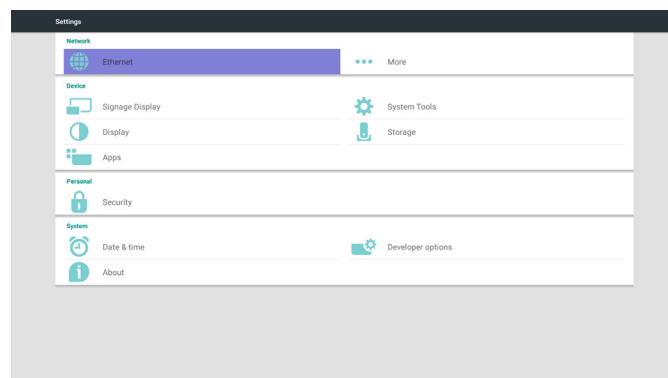 Settings
Network
Ethernet
More
Device
Signage Display
System Tools
Display
Storage
Apps
Personal
Security
System
Date & time
Developer options
About